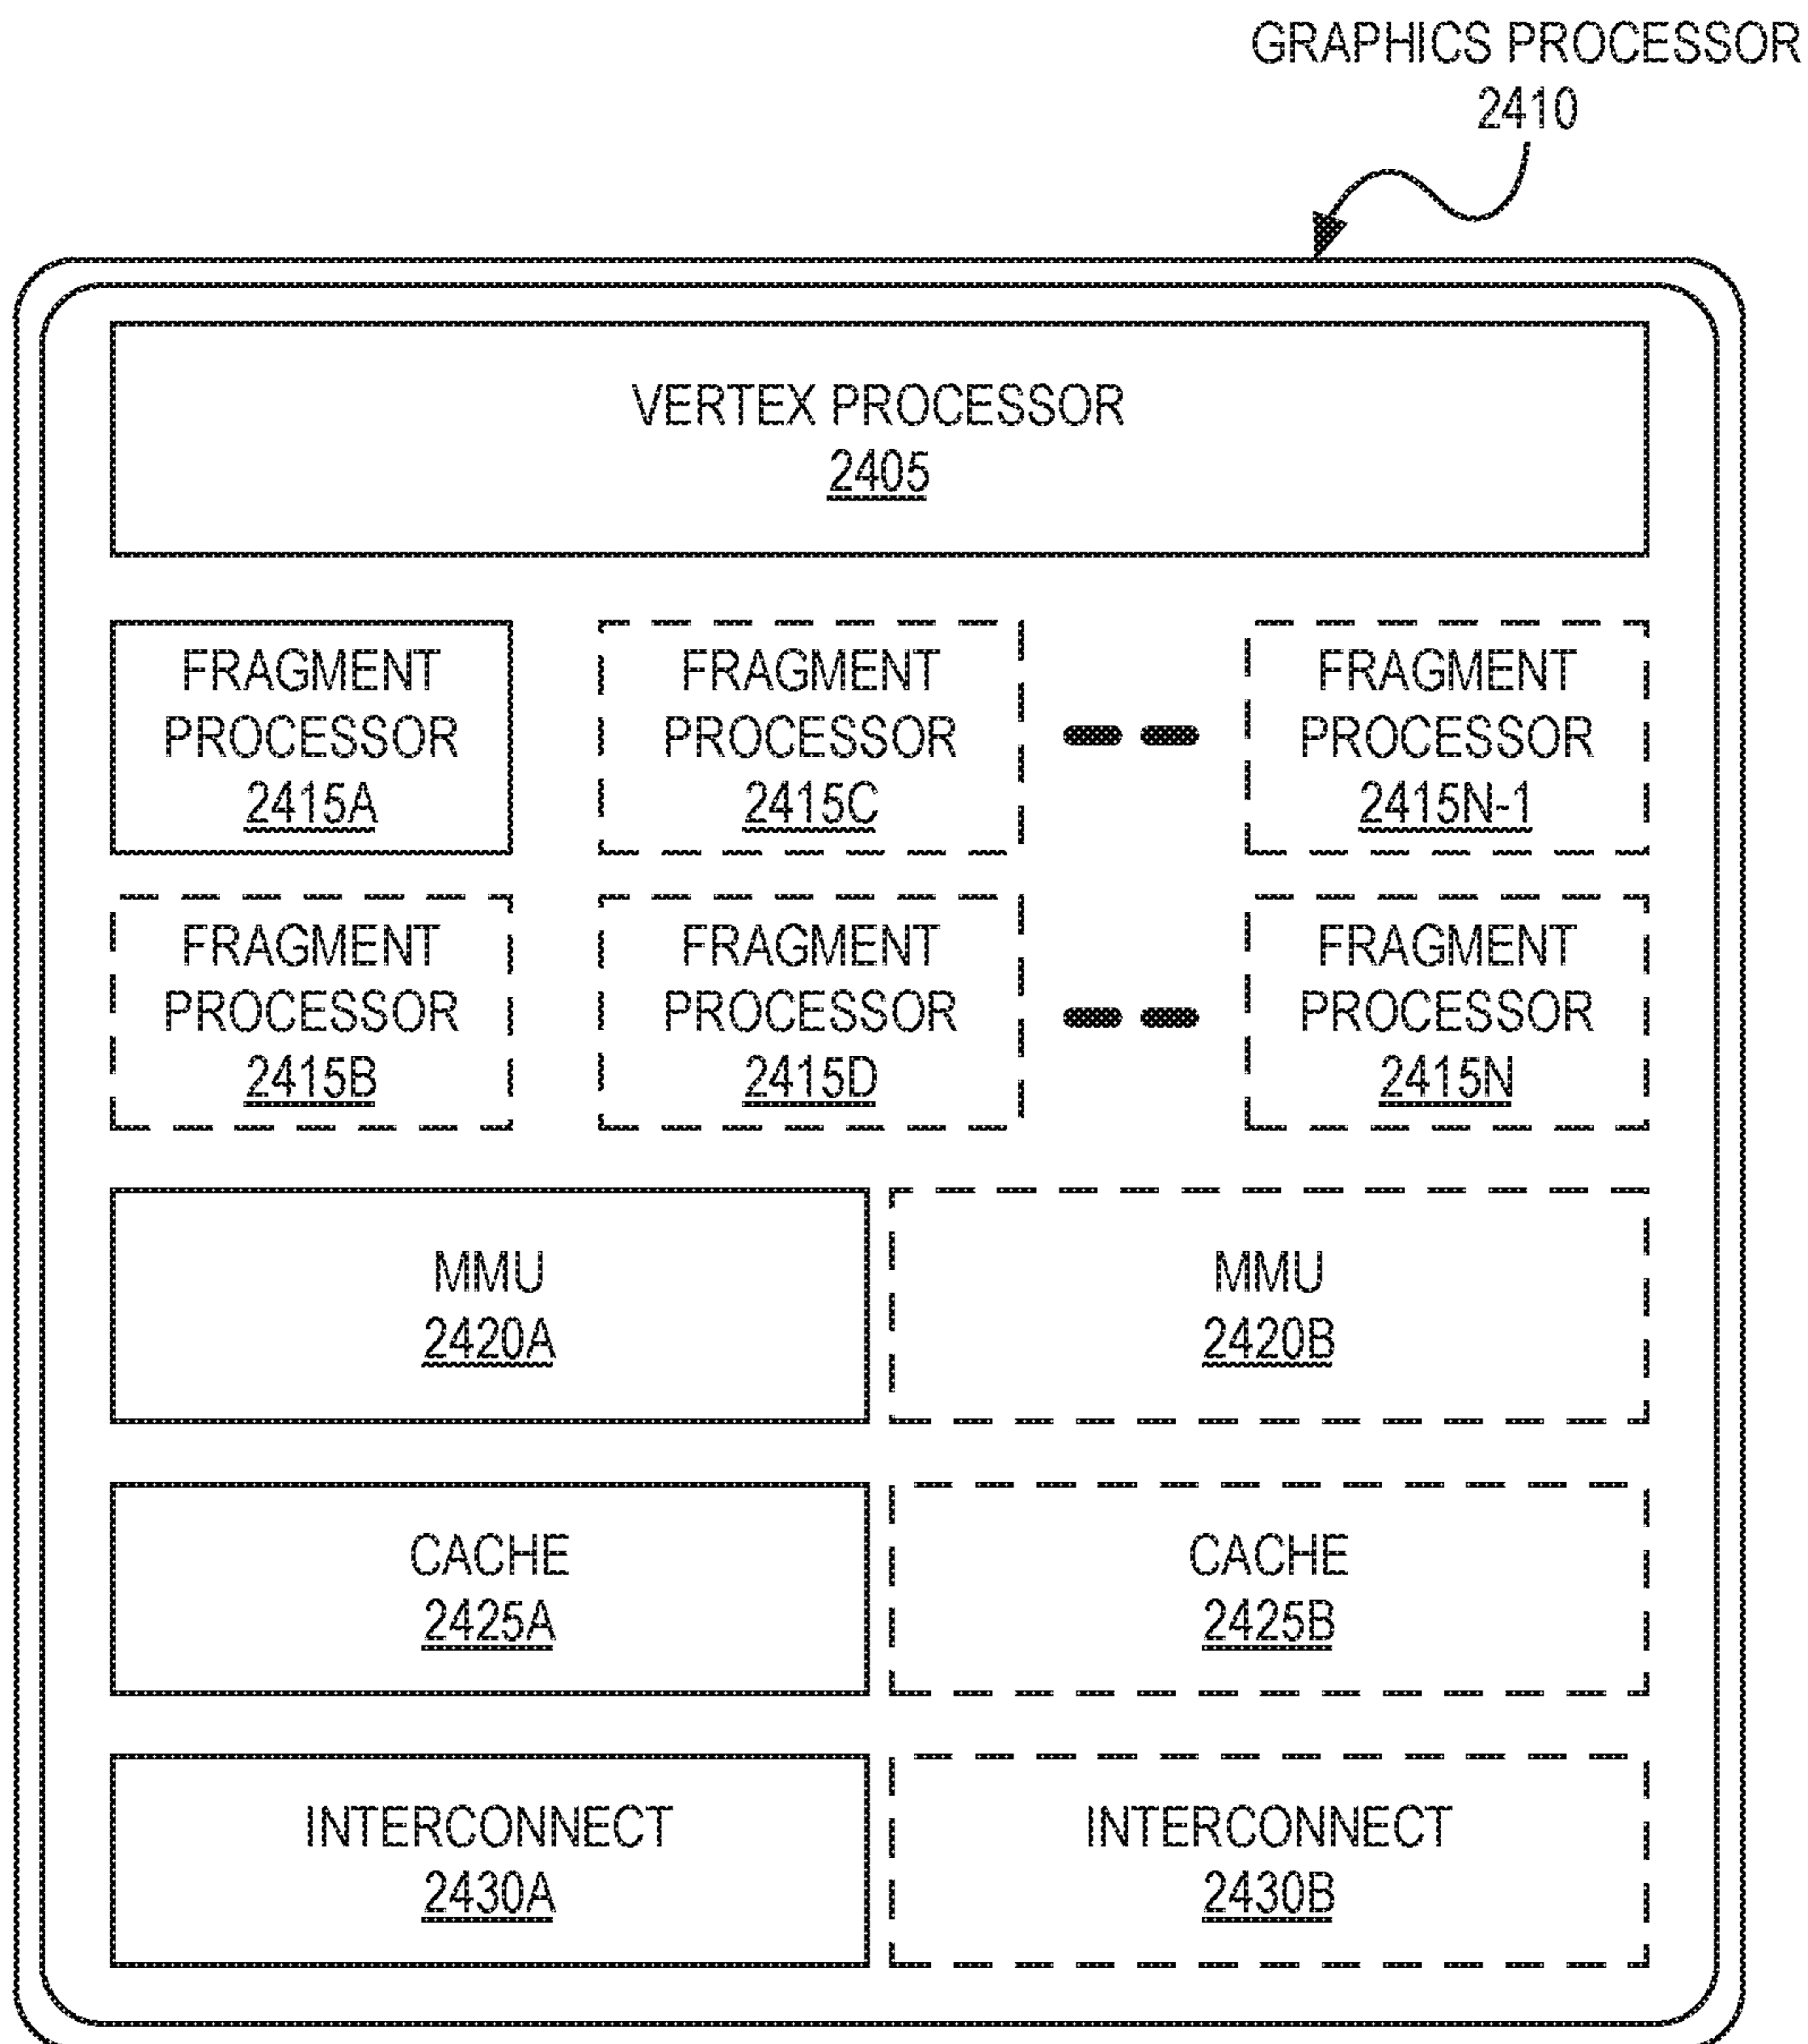 GRAPHICS PROCESSOR
2410
VERTEX PROCESSOR
2405
FRAGMENT
PROCESSOR
2415A
FRAGMENT
PROCESSOR
2415C
FRAGMENT
PROCESSOR
2415N-1
FRAGMENT
PROCESSOR
2415B
FRAGMENT
PROCESSOR
2415D
FRAGMENT
PROCESSOR
2415N
MMU
2420A
MMU
2420B
CACHE
2425A
CACHE
2425B
INTERCONNECT
2430A
INTERCONNECT
2430B